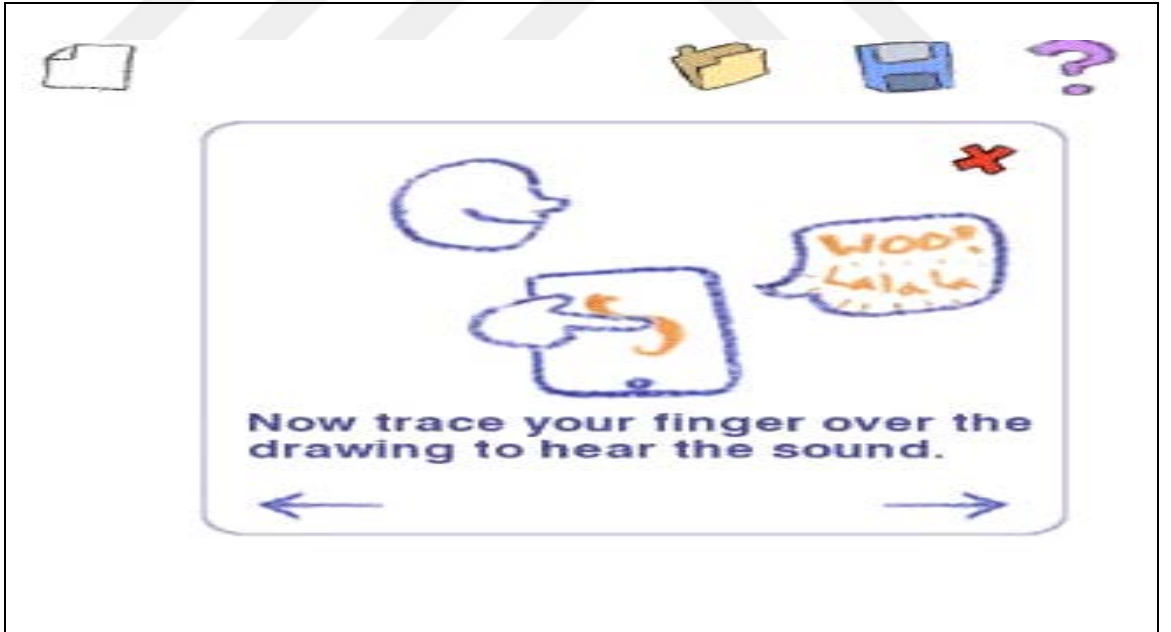 WOO?
Lalala
Now trace your finger over the
drawing to hear the sound.